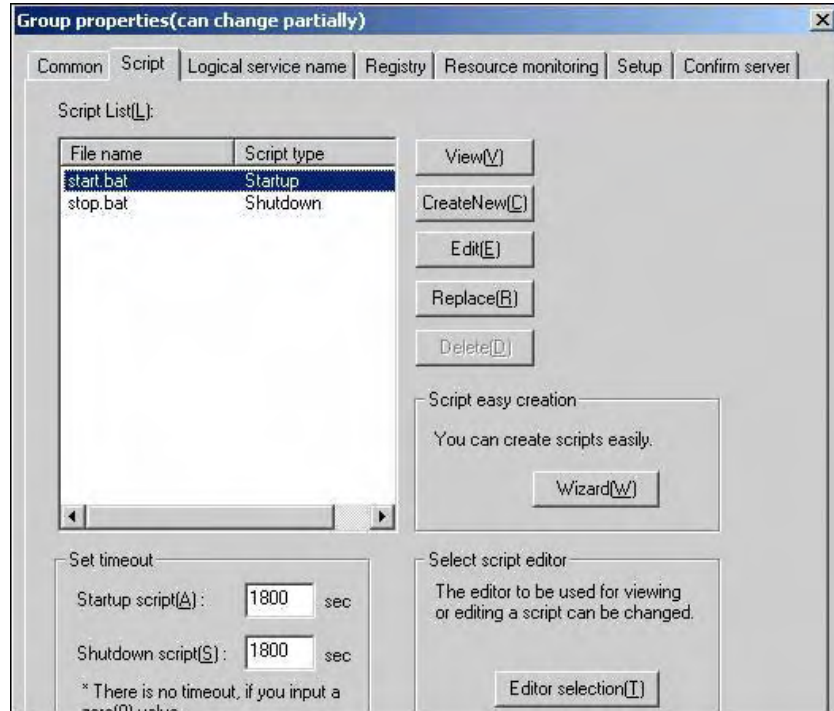 Group properties(can change partially)
Common Script Logical service name Registry Resource monitoring Setup Confirm server
Script List(L):
File name Script type
start.bat Startup
stop.bat Shutdown
View(V)
CreateNew(C)
Edit(E)
Replace(R)
Delete(D)
Script easy creation
You can create scripts easily.
Wizard(W)
Set timeout
Startup script(A) : 1800 sec
Shutdown script(S) : 1800 sec
* There is no timeout, if you input a
zero(0) value
Select script editor
The editor to be used for viewing
or editing a script can be changed.
Editor selection(T)